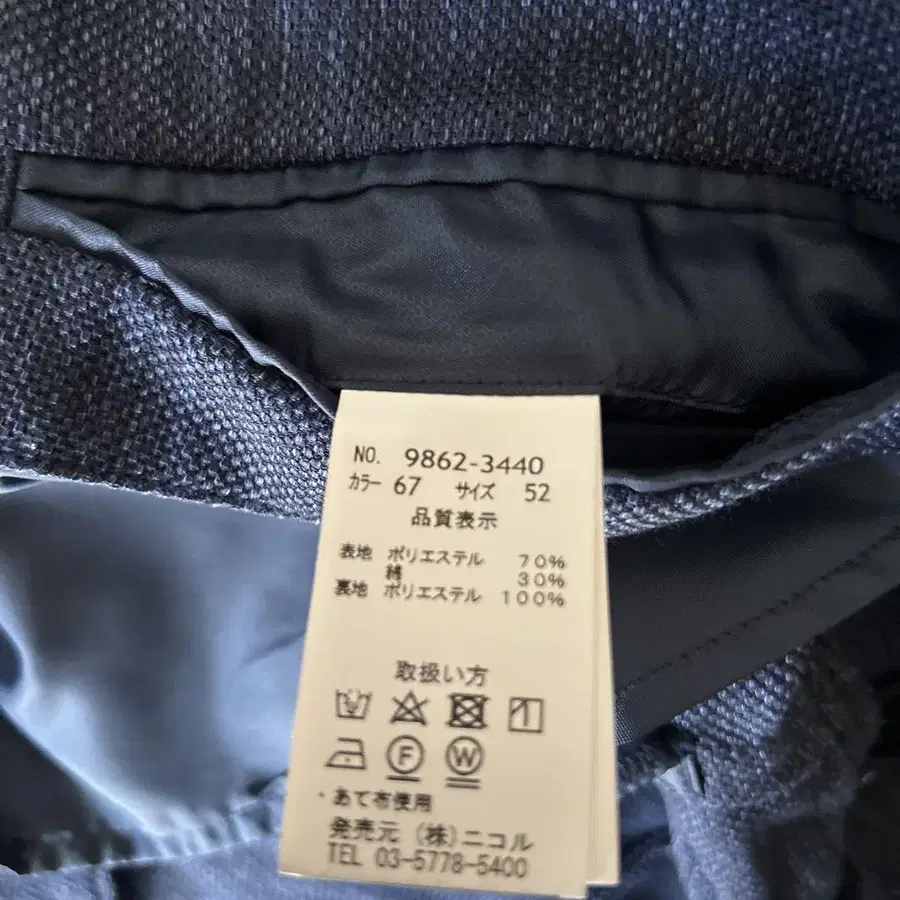 NO. 9862-3440
カラー 67 サイズ 52
品質表示
表地 ポリエステル 70%
綿 30%
裏地 ポリエステル 100%
取扱い方
F W
・あて布使用
発売元 (株)ニコル
TEL 03-5778-5400